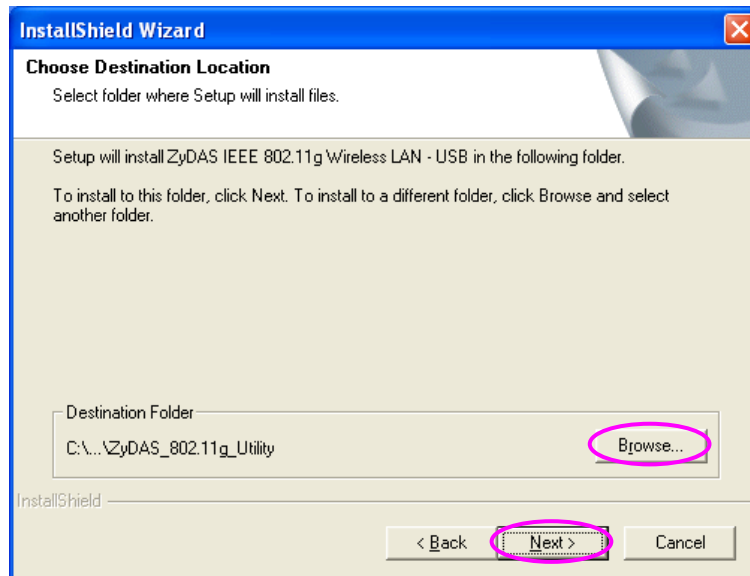 InstallShield Wizard
Choose Destination Location
Select folder where Setup will install files.
Setup will install ZyDAS IEEE 802.11g Wireless LAN - USB in the following folder.
To install to this folder, click Next. To install to a different folder, click Browse and select
another folder.
Destination Folder
C:\...\ZyDAS_802.11g_Utility
Browse...
InstallShield
< Back
Next >
Cancel